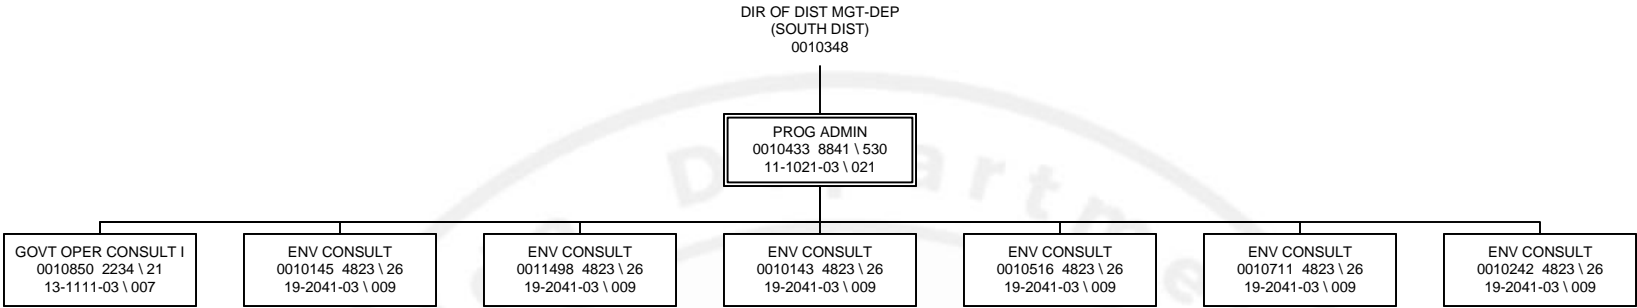 DIR OF DIST MGT-DEP
(SOUTH DIST)
0010348
PROG ADMIN
0010433 8841 \ 530
11-1021-03 \ 021
GOVT OPER CONSULT I
0010850 2234 \ 21
13-1111-03 \ 007
ENV CONSULT
0010145 4823 \ 26
19-2041-03 \ 009
ENV CONSULT
0011498 4823 \ 26
19-2041-03 \ 009
ENV CONSULT
0010143 4823 \ 26
19-2041-03 \ 009
ENV CONSULT
0010516 4823 \ 26
19-2041-03 \ 009
ENV CONSULT
0010711 4823 \ 26
19-2041-03 \ 009
ENV CONSULT
0010242 4823 \ 26
19-2041-03 \ 009